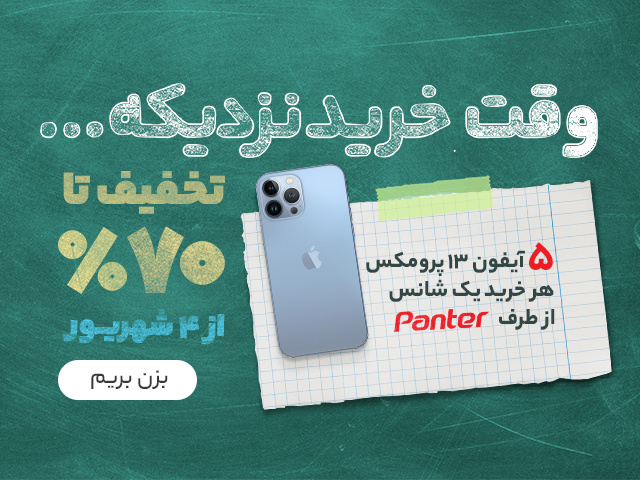 وقت خرید نزدیکه...
تخفیف تا
۷۰%
از ۴ شهریور
بزن بریم
۵ آیفون ۱۳ پرومکس
هر خرید یک شانس
از طرف Panter